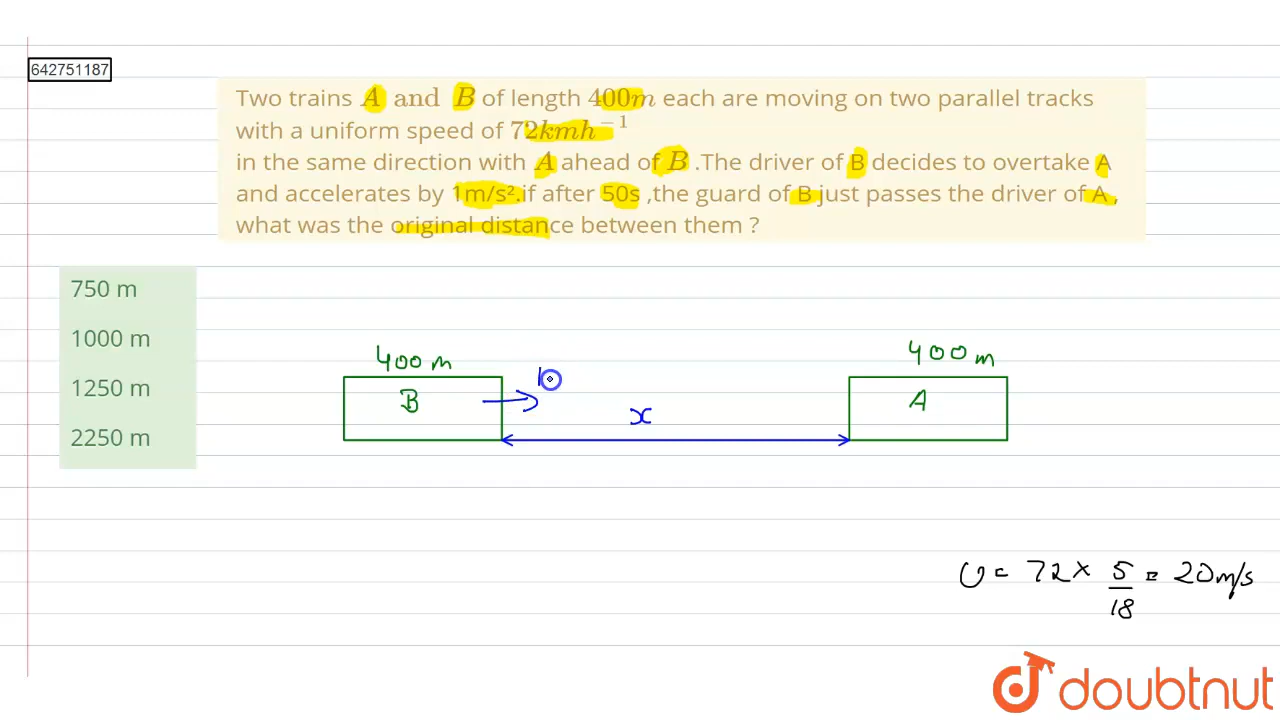 642751187
Two trains A and B of length 400m each are moving on two parallel tracks
with a uniform speed of 72kmh⁻¹
in the same direction with A ahead of B .The driver of B decides to overtake A
and accelerates by 1m/s².if after 50s ,the guard of B just passes the driver of A ,
what was the original distance between them ?
750 m
1000 m
1250 m
2250 m
400 m
400 m
B
x
A
U = 72 × 5/18 = 20 m/s
doubtnut